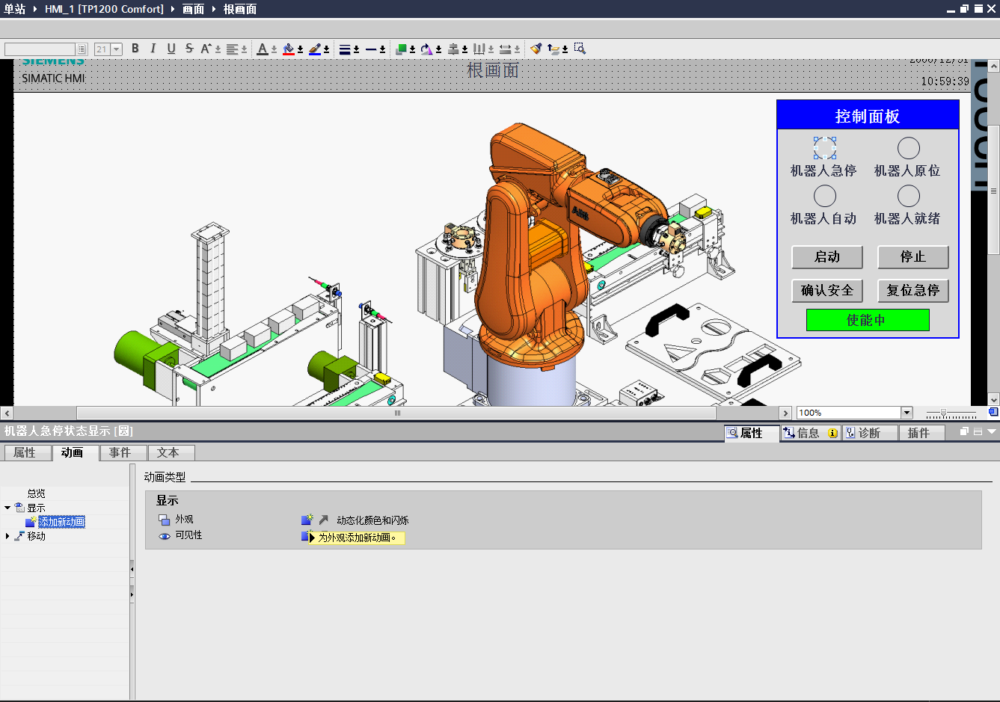 单站 HMI_1 [TP1200 Comfort] 画面 根画面
21 B I U S A A
SIEMENS
SIMATIC HMI
根画面
2000/12/31
10:59:39
TOUCH
控制面板
机器人急停 机器人原位
机器人自动 机器人就绪
启动 停止
确认安全 复位急停
使能中
ABB
100%
机器人急停状态显示 [圆]
属性 信息 诊断 插件
属性 动画 事件 文本
总览
显示
添加新动画
移动
动画类型
显示
外观 动态化颜色和闪烁
可见性
为外观添加新动画。